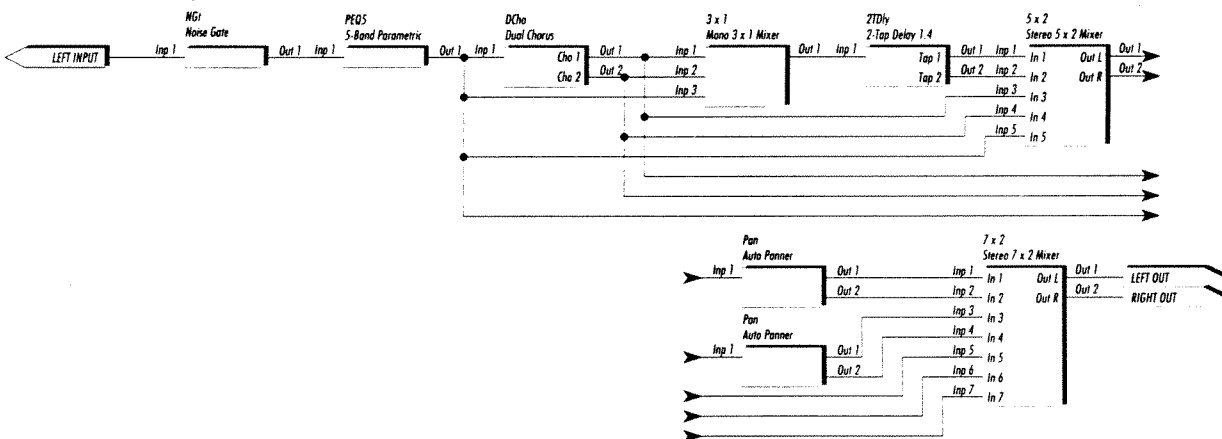 NGt
Noise Gate
PEQ5
5-Band Parametric
DCho
Dual Chorus
3 x 1
Mono 3 x 1 Mixer
2TDly
2-Tap Delay 1.4
5 x 2
Stereo 5 x 2 Mixer
LEFT INPUT
Inp 1
Out 1
Inp 1
Out 1
Inp 1
Cho 1
Out 1
Cho 2
Out 2
Inp 1
Inp 2
Inp 3
Out 1
Inp 1
Tap 1
Out 1
Tap 2
Out 2
Inp 1
Inp 2
Inp 3
Inp 4
Inp 5
In 1
In 2
In 3
In 4
In 5
Out L
Out R
Out 1
Out 2
Pan
Auto Panner
Inp 1
Out 1
Out 2
Pan
Auto Panner
Inp 1
Out 1
Out 2
7 x 2
Stereo 7 x 2 Mixer
Inp 1
Inp 2
Inp 3
Inp 4
Inp 5
Inp 6
Inp 7
In 1
In 2
In 3
In 4
In 5
In 6
In 7
Out L
Out R
Out 1
Out 2
LEFT OUT
RIGHT OUT